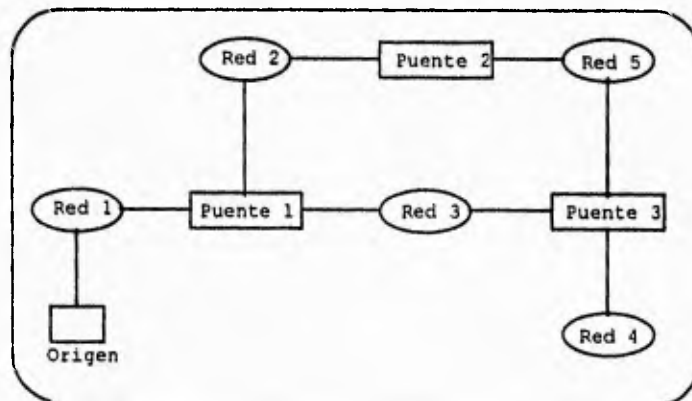 Red 2
Puente 2
Red 5
Red 1
Puente 1
Red 3
Puente 3
Origen
Red 4